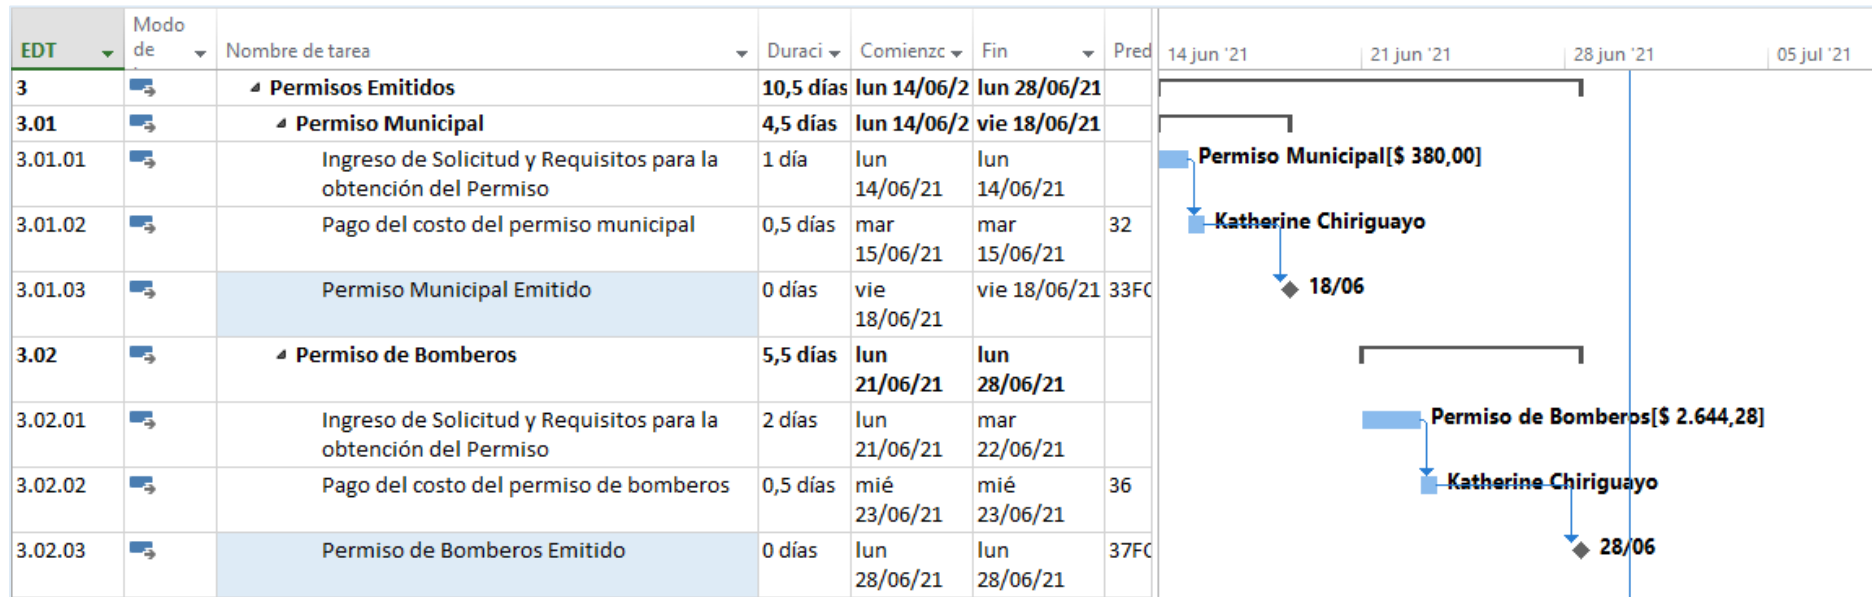 EDT
Modo de
Nombre de tarea
Duraci
Comienzo
Fin
Pred
14 jun '21
21 jun '21
28 jun '21
05 jul '21
3
Permisos Emitidos
10,5 días
lun 14/06/2
lun 28/06/21
3.01
Permiso Municipal
4,5 días
lun 14/06/2
vie 18/06/21
3.01.01
Ingreso de Solicitud y Requisitos para la
obtención del Permiso
1 día
lun
14/06/21
lun
14/06/21
Permiso Municipal[$ 380,00]
3.01.02
Pago del costo del permiso municipal
0,5 días
mar
15/06/21
mar
15/06/21
32
Katherine Chiriguayo
3.01.03
Permiso Municipal Emitido
0 días
vie
18/06/21
vie 18/06/21
33FC
18/06
3.02
Permiso de Bomberos
5,5 días
lun
21/06/21
lun
28/06/21
3.02.01
Ingreso de Solicitud y Requisitos para la
obtención del Permiso
2 días
lun
21/06/21
mar
22/06/21
Permiso de Bomberos[$ 2.644,28]
3.02.02
Pago del costo del permiso de bomberos
0,5 días
mié
23/06/21
mié
23/06/21
36
Katherine Chiriguayo
3.02.03
Permiso de Bomberos Emitido
0 días
lun
28/06/21
lun
28/06/21
37FC
28/06